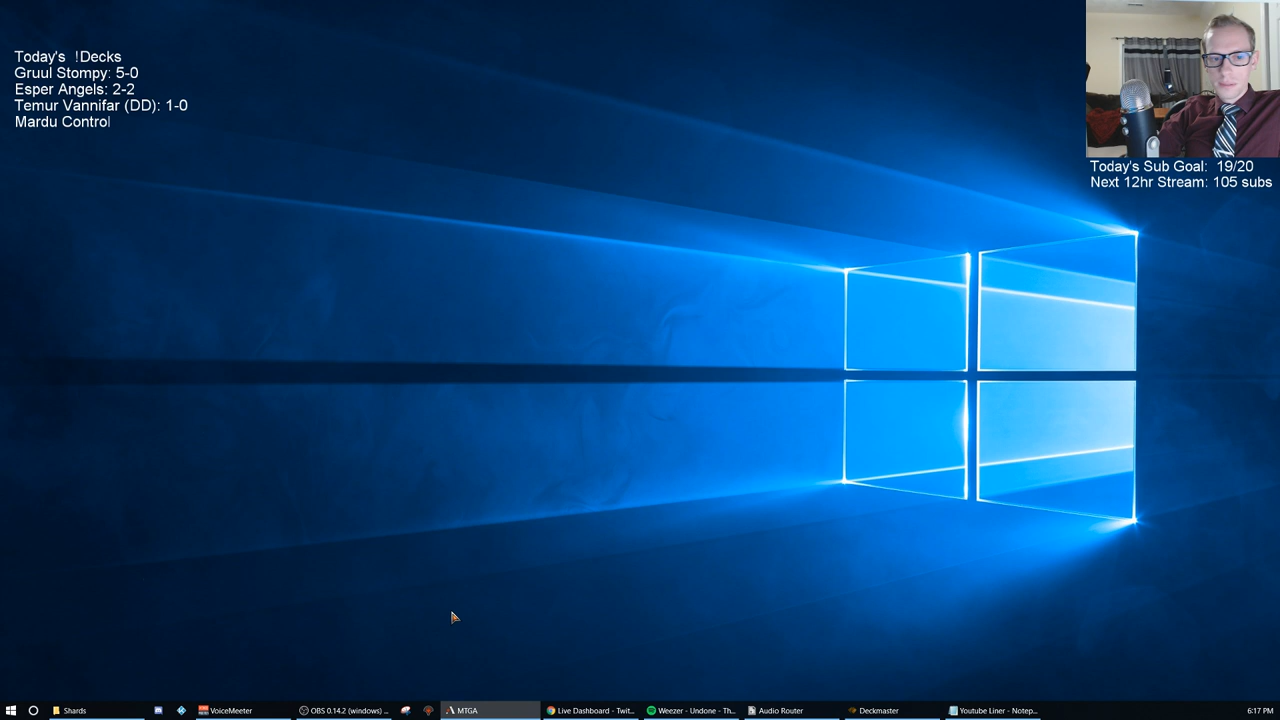 Today's !Decks
Gruul Stompy: 5-0
Esper Angels: 2-2
Temur Vannifar (DD): 1-0
Mardu Control
Today's Sub Goal: 19/20
Next 12hr Stream: 105 subs
Shards
VoiceMeeter
OBS 0.14.2 (windows) ...
MTGA
Live Dashboard - Twit...
Weezer - Undone - Th...
Audio Router
Deckmaster
Youtube Liner - Notep...
6:17 PM